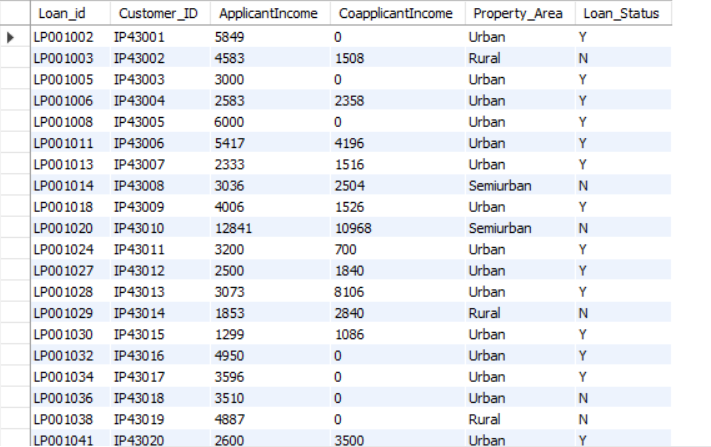 Loan_id Customer_ID ApplicantIncome CoapplicantIncome Property_Area Loan_Status
LP001002 IP43001 5849 0 Urban Y
LP001003 IP43002 4583 1508 Rural N
LP001005 IP43003 3000 0 Urban Y
LP001006 IP43004 2583 2358 Urban Y
LP001008 IP43005 6000 0 Urban Y
LP001011 IP43006 5417 4196 Urban Y
LP001013 IP43007 2333 1516 Urban Y
LP001014 IP43008 3036 2504 Semiurban N
LP001018 IP43009 4006 1526 Urban Y
LP001020 IP43010 12841 10968 Semiurban N
LP001024 IP43011 3200 700 Urban Y
LP001027 IP43012 2500 1840 Urban Y
LP001028 IP43013 3073 8106 Urban Y
LP001029 IP43014 1853 2840 Rural N
LP001030 IP43015 1299 1086 Urban Y
LP001032 IP43016 4950 0 Urban Y
LP001034 IP43017 3596 0 Urban Y
LP001036 IP43018 3510 0 Urban N
LP001038 IP43019 4887 0 Rural N
LP001041 IP43020 2600 3500 Urban Y